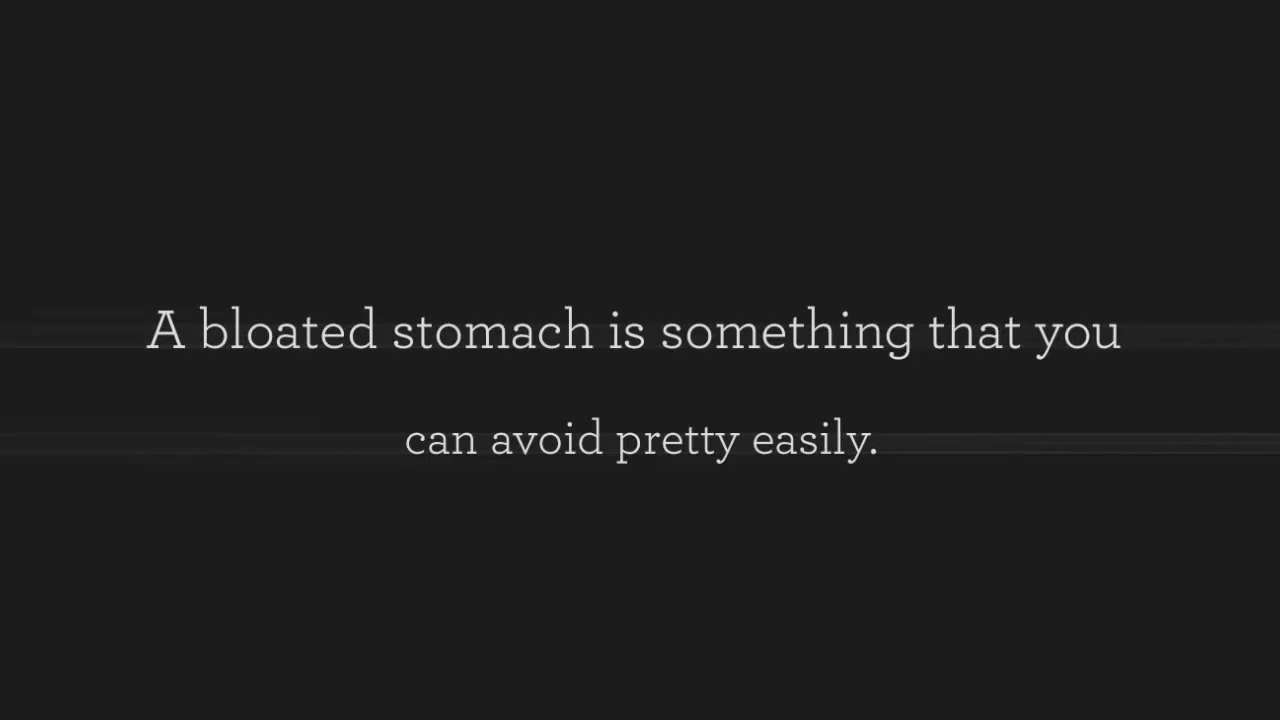 A bloated stomach is something that you
can avoid pretty easily.